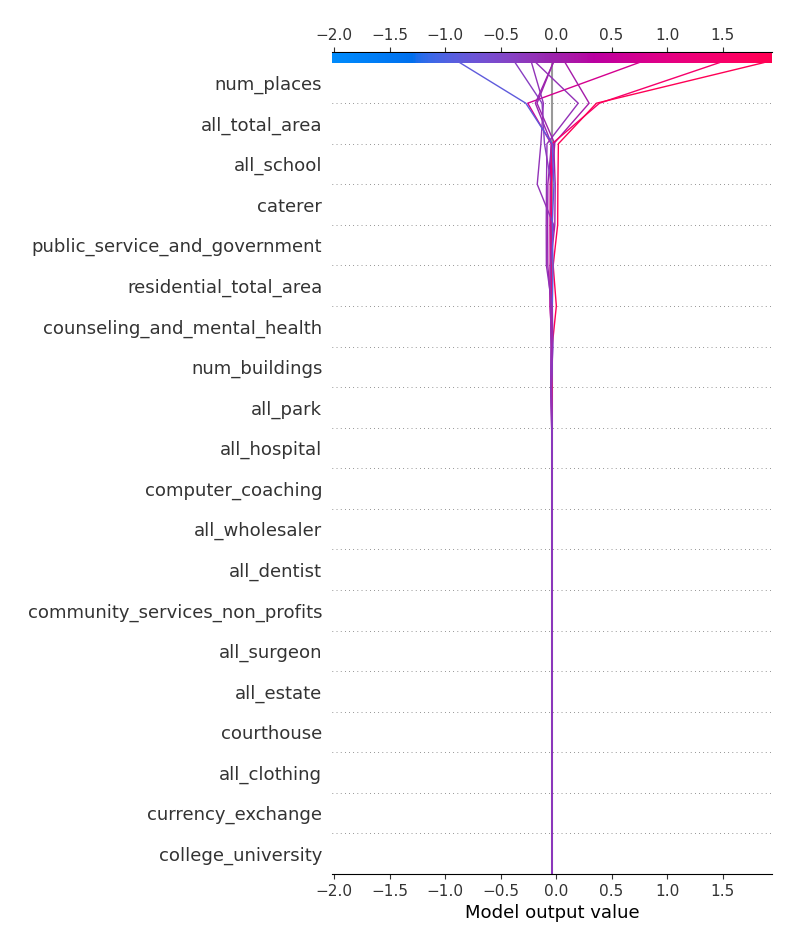 −2.0 −1.5 −1.0 −0.5 0.0 0.5 1.0 1.5
num_places
all_total_area
all_school
caterer
public_service_and_government
residential_total_area
counseling_and_mental_health
num_buildings
all_park
all_hospital
computer_coaching
all_wholesaler
all_dentist
community_services_non_profits
all_surgeon
all_estate
courthouse
all_clothing
currency_exchange
college_university
−2.0 −1.5 −1.0 −0.5 0.0 0.5 1.0 1.5
Model output value